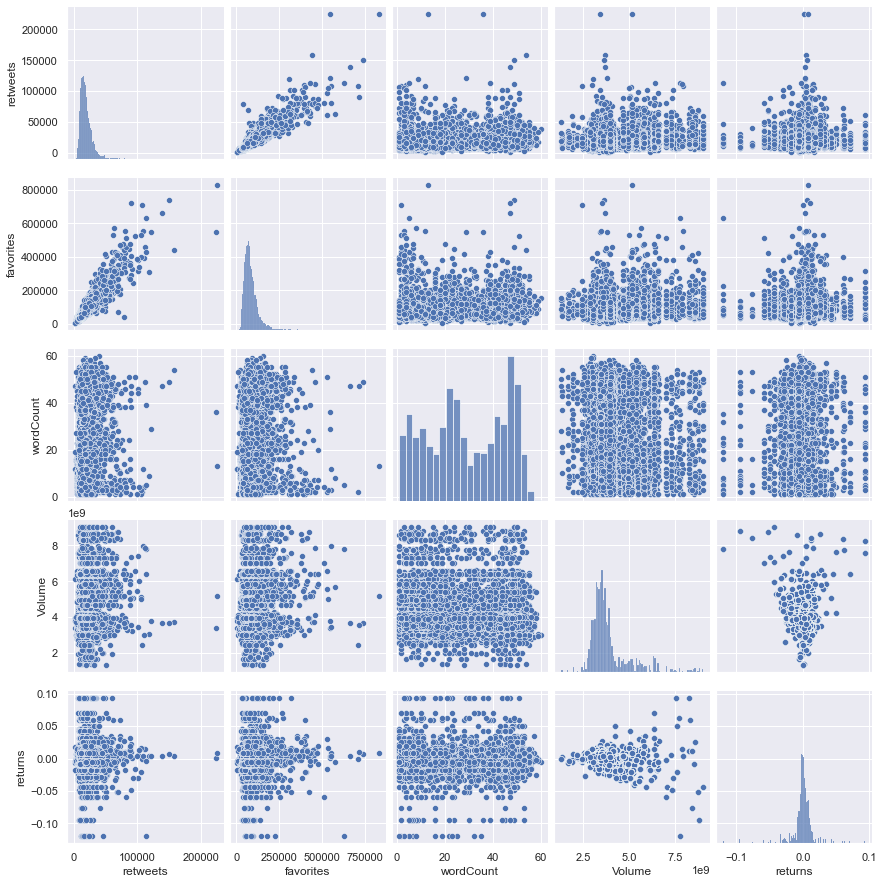 200000
150000
100000
50000
0
retweets
800000
600000
400000
200000
0
favorites
60
40
20
0
wordCount
1e9
8
6
4
2
Volume
0.10
0.05
0.00
−0.05
−0.10
returns
0 100000 200000
retweets
0 250000 500000 750000
favorites
0 20 40 60
wordCount
2.5 5.0 7.5
Volume 1e9
−0.1 0.0 0.1
returns